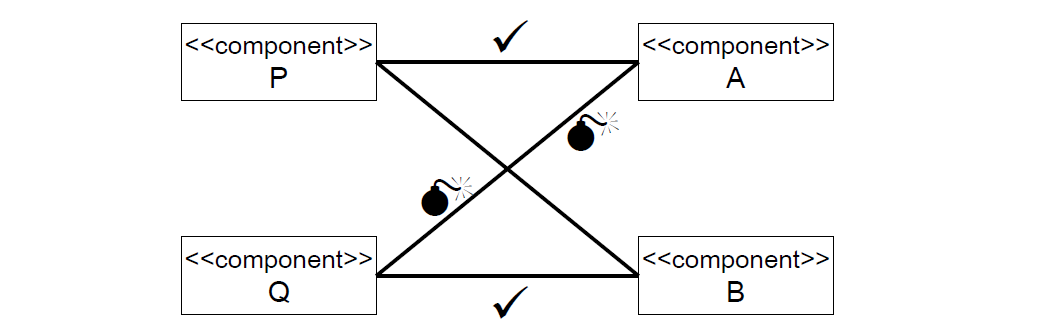 <<component>>
P
<<component>>
A
<<component>>
Q
<<component>>
B